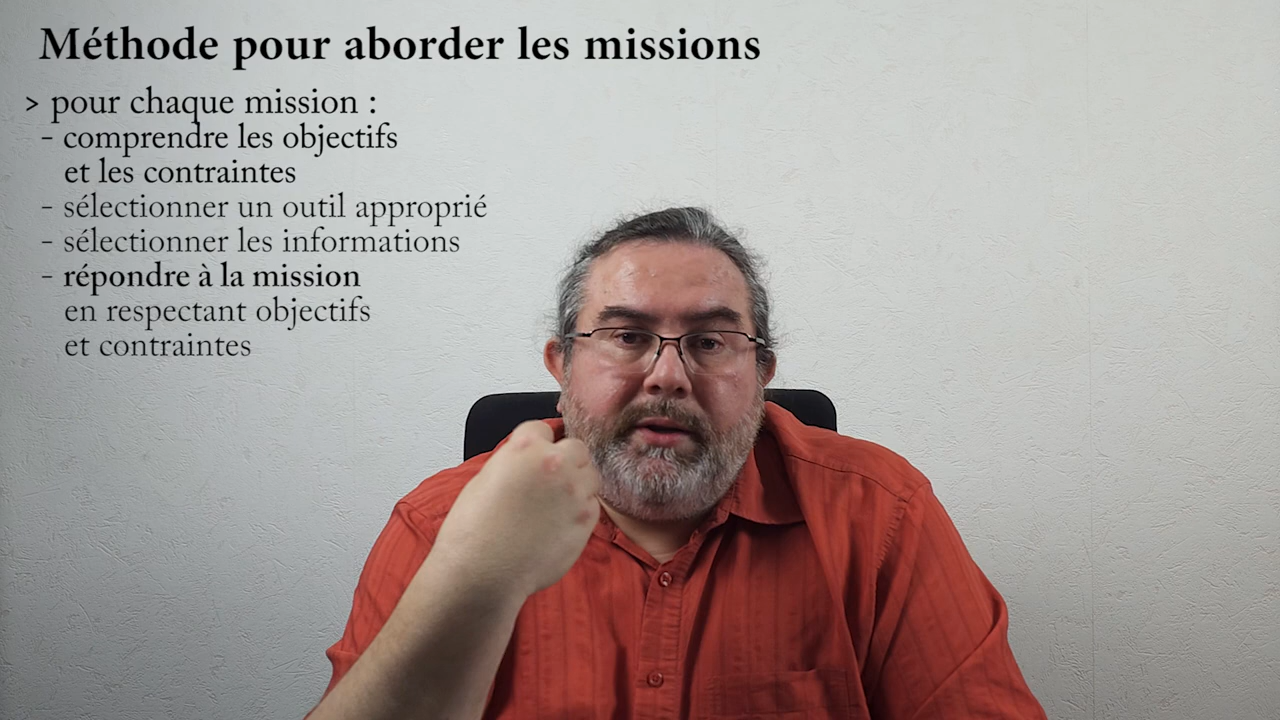 Méthode pour aborder les missions
> pour chaque mission :
- comprendre les objectifs
et les contraintes
- sélectionner un outil approprié
- sélectionner les informations
- répondre à la mission
en respectant objectifs
et contraintes